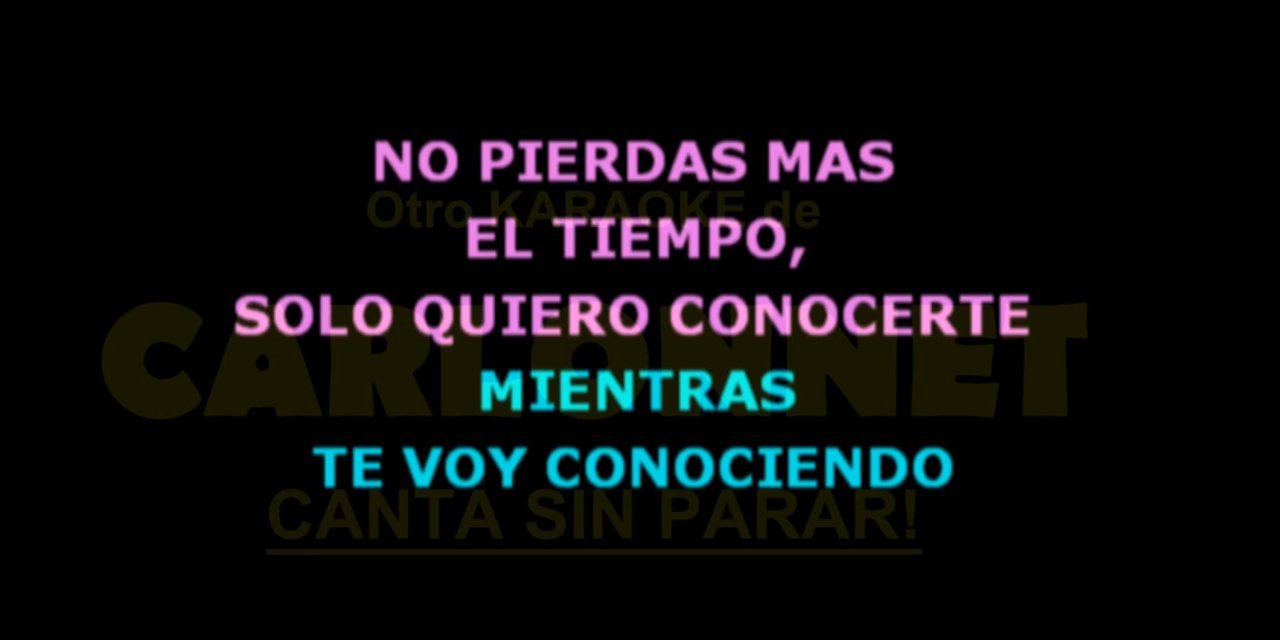 NO PIERDAS MAS
Otro KARAOKE de
EL TIEMPO,
SOLO QUIERO CONOCERTE
CARLONNET
MIENTRAS
TE VOY CONOCIENDO
CANTA SIN PARAR!